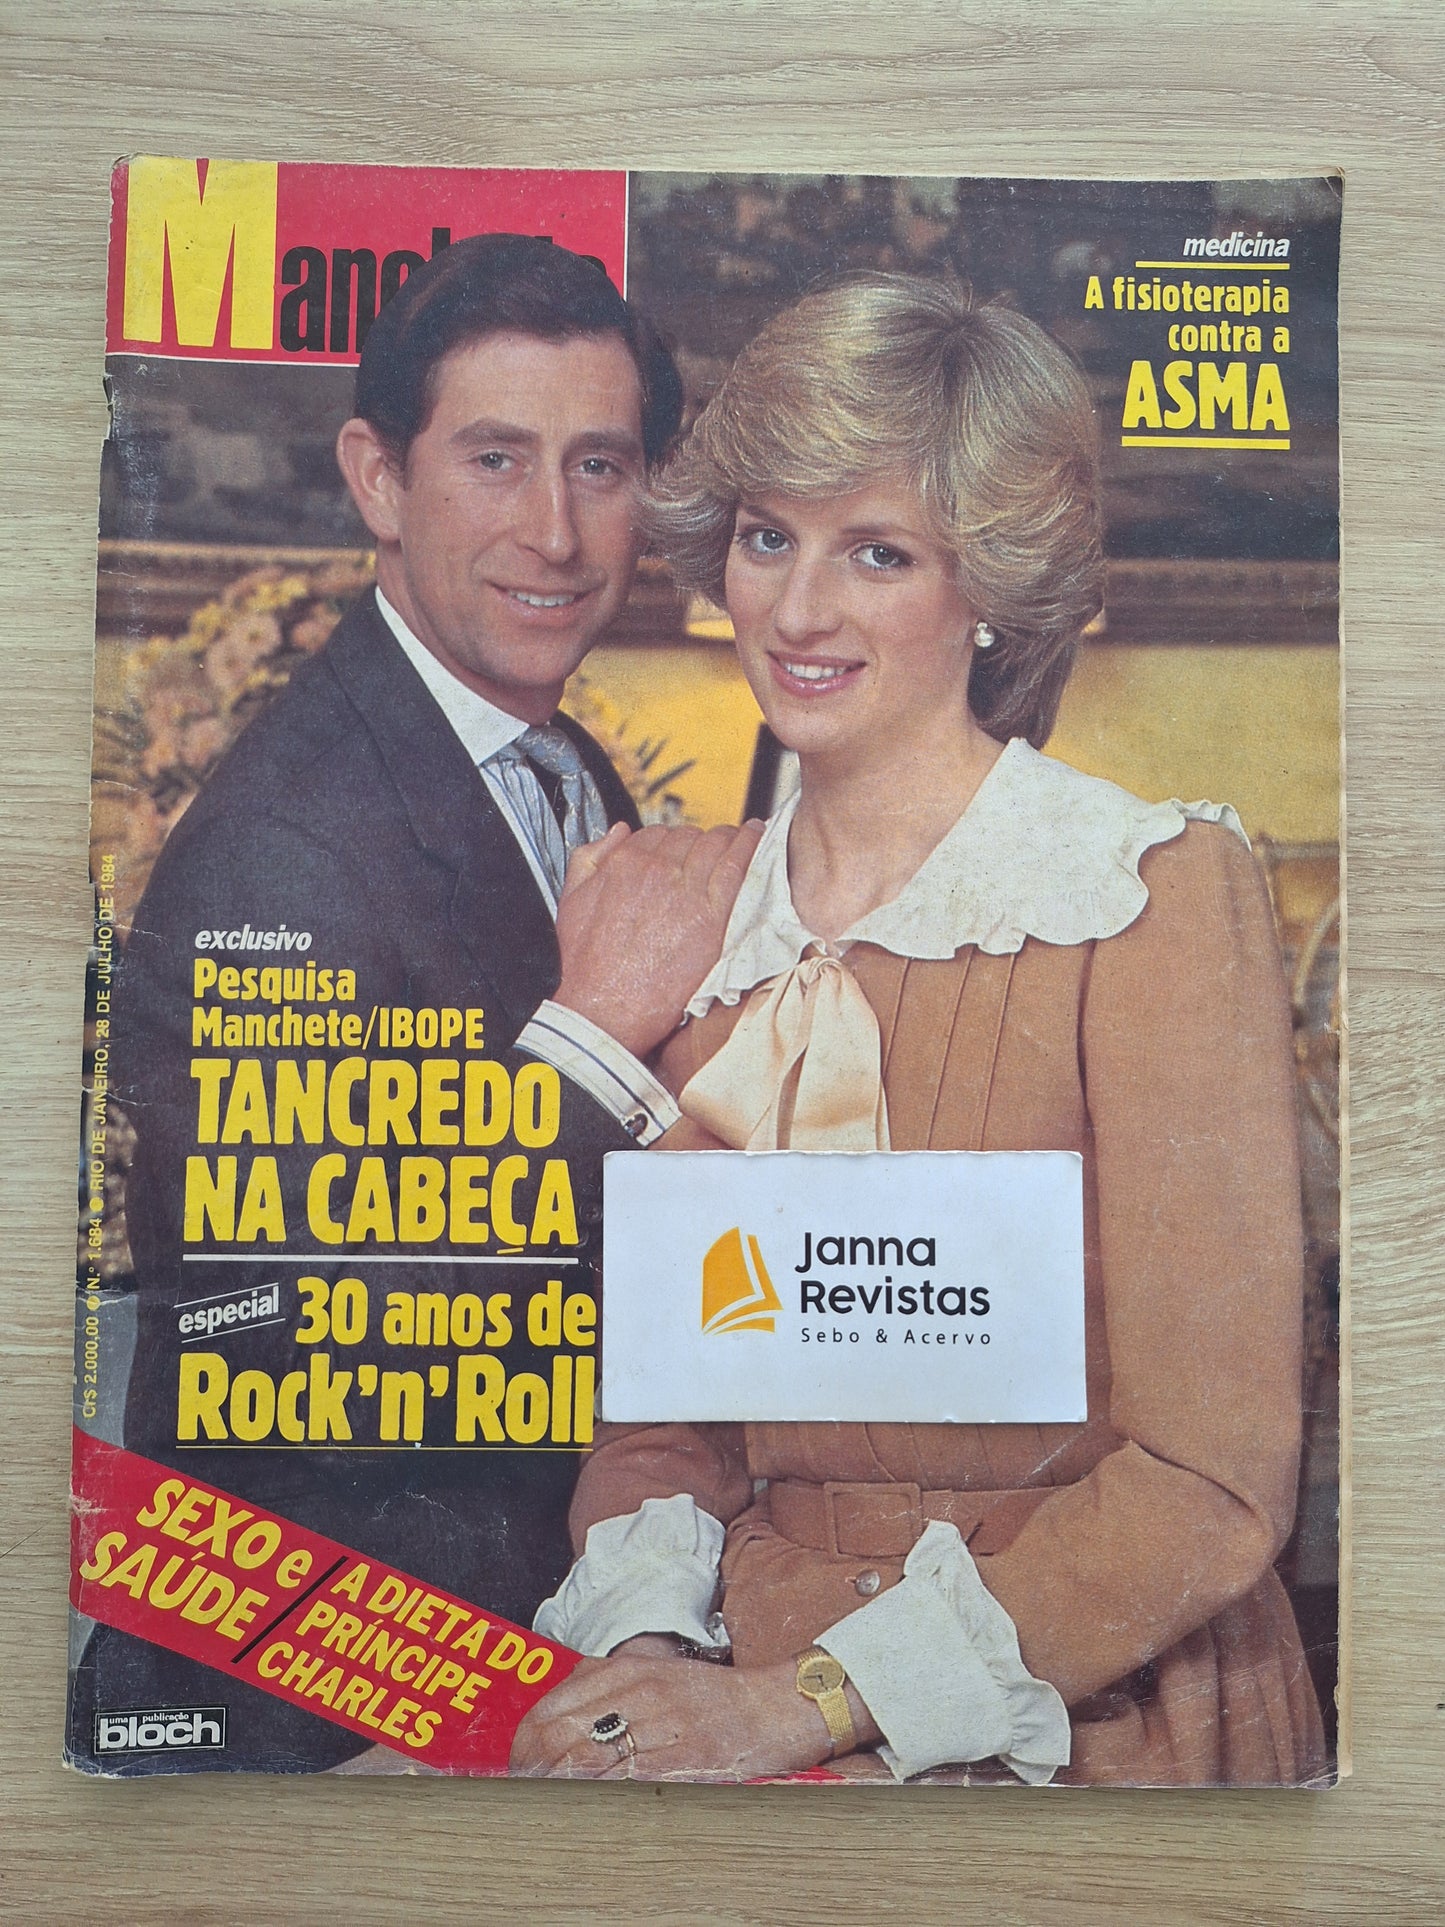 Manchete
medicina
A fisioterapia
contra a
ASMA
exclusivo
Pesquisa
Manchete/IBOPE
TANCREDO
NA CABEÇA
especial 30 anos de
Rock'n'Roll
Janna
Revistas
Sebo & Acervo
SEXO e
SAÚDE
A DIETA DO
PRÍNCIPE
CHARLES
uma publicação
bloch
Cr$ 2.000,00 ● N.º 1.684 ● RIO DE JANEIRO, 28 DE JULHO DE 1984